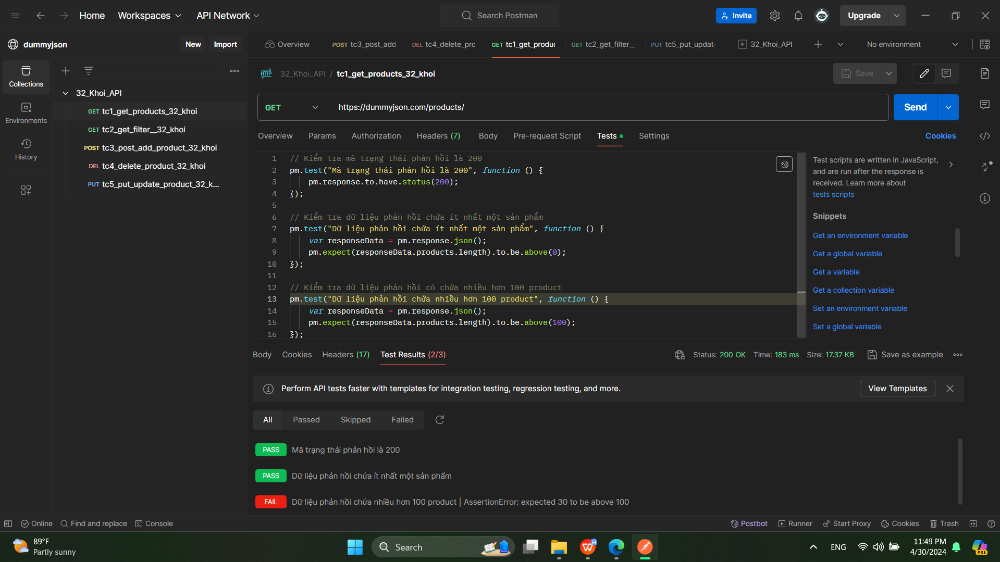 Home
Workspaces
API Network
Search Postman
Invite
Upgrade
dummyjson
New
Import
Overview
POST tc3_post_add
DEL tc4_delete_pro
GET tc1_get_produc
GET tc2_get_filter__
PUT tc5_put_updat
32_Khoi_API
No environment
Collections
Environments
History
32_Khoi_API
GET tc1_get_products_32_khoi
GET tc2_get_filter__32_khoi
POST tc3_post_add_product_32_khoi
DEL tc4_delete_product_32_khoi
PUT tc5_put_update_product_32_k...
HTTP 32_Khoi_API / tc1_get_products_32_khoi
Save
GET
https://dummyjson.com/products/
Send
Overview
Params
Authorization
Headers (7)
Body
Pre-request Script
Tests
Settings
Cookies
1 // Kiểm tra mã trạng thái phản hồi là 200
2 pm.test("Mã trạng thái phản hồi là 200", function () {
3 pm.response.to.have.status(200);
4 });
5
6 // Kiểm tra dữ liệu phản hồi chứa ít nhất một sản phẩm
7 pm.test("Dữ liệu phản hồi chứa ít nhất một sản phẩm", function () {
8 var responseData = pm.response.json();
9 pm.expect(responseData.products.length).to.be.above(0);
10 });
11
12 // Kiểm tra dữ liệu phản hồi có chứa nhiều hơn 100 product
13 pm.test("Dữ liệu phản hồi chứa nhiều hơn 100 product", function () {
14 var responseData = pm.response.json();
15 pm.expect(responseData.products.length).to.be.above(100);
16 });
Test scripts are written in JavaScript,
and are run after the response is
received. Learn more about
tests scripts
Snippets
Get an environment variable
Get a global variable
Get a variable
Get a collection variable
Set an environment variable
Set a global variable
Body
Cookies
Headers (17)
Test Results (2/3)
Status: 200 OK
Time: 183 ms
Size: 17.37 KB
Save as example
Perform API tests faster with templates for integration testing, regression testing, and more.
View Templates
All
Passed
Skipped
Failed
PASS Mã trạng thái phản hồi là 200
PASS Dữ liệu phản hồi chứa ít nhất một sản phẩm
FAIL Dữ liệu phản hồi chứa nhiều hơn 100 product | AssertionError: expected 30 to be above 100
Online
Find and replace
Console
Postbot
Runner
Start Proxy
Cookies
Trash
89°F
Partly sunny
Search
ENG
11:49 PM
4/30/2024
PRE